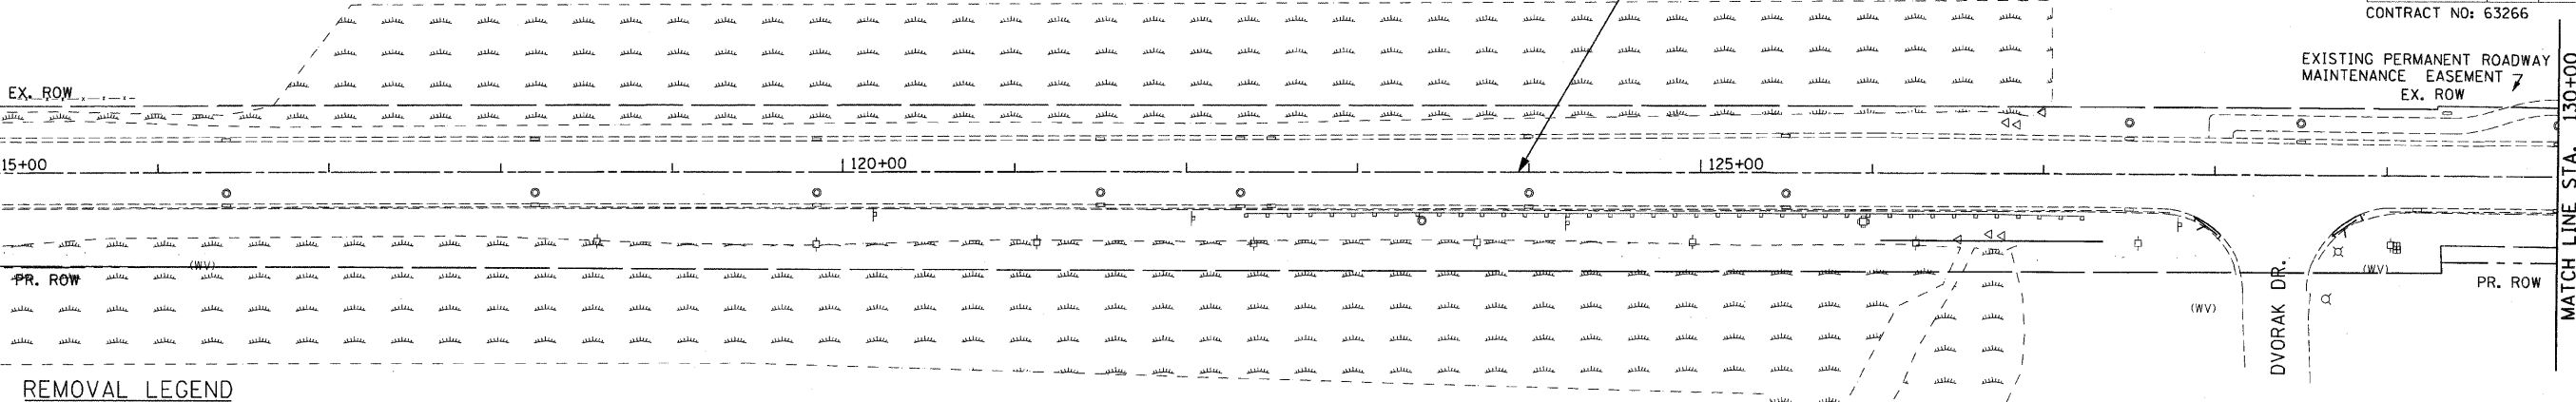 CONTRACT NO: 63266
EXISTING PERMANENT ROADWAY
MAINTENANCE EASEMENT
EX. ROW
EX. ROW
MATCH LINE STA. 130+00
15+00
120+00
125+00
(WV)
PR. ROW
(WV)
(WV)
PR. ROW
DVORAK DR.
REMOVAL LEGEND